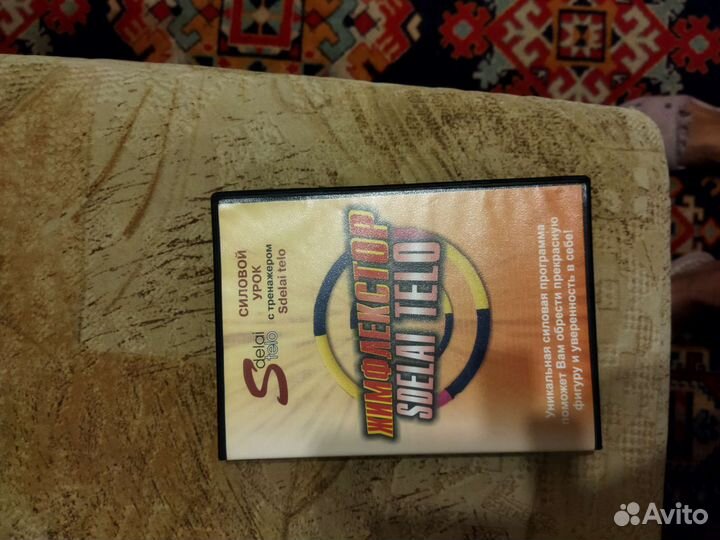 Sdelai
telo
СИЛОВОЙ
УРОК
с тренажером
Sdelai telo
ЖИМФЛЕКСТОР
SDELAI TELO
Уникальная силовая программа
поможет Вам обрести прекрасную
фигуру и уверенность в себе!
Avito